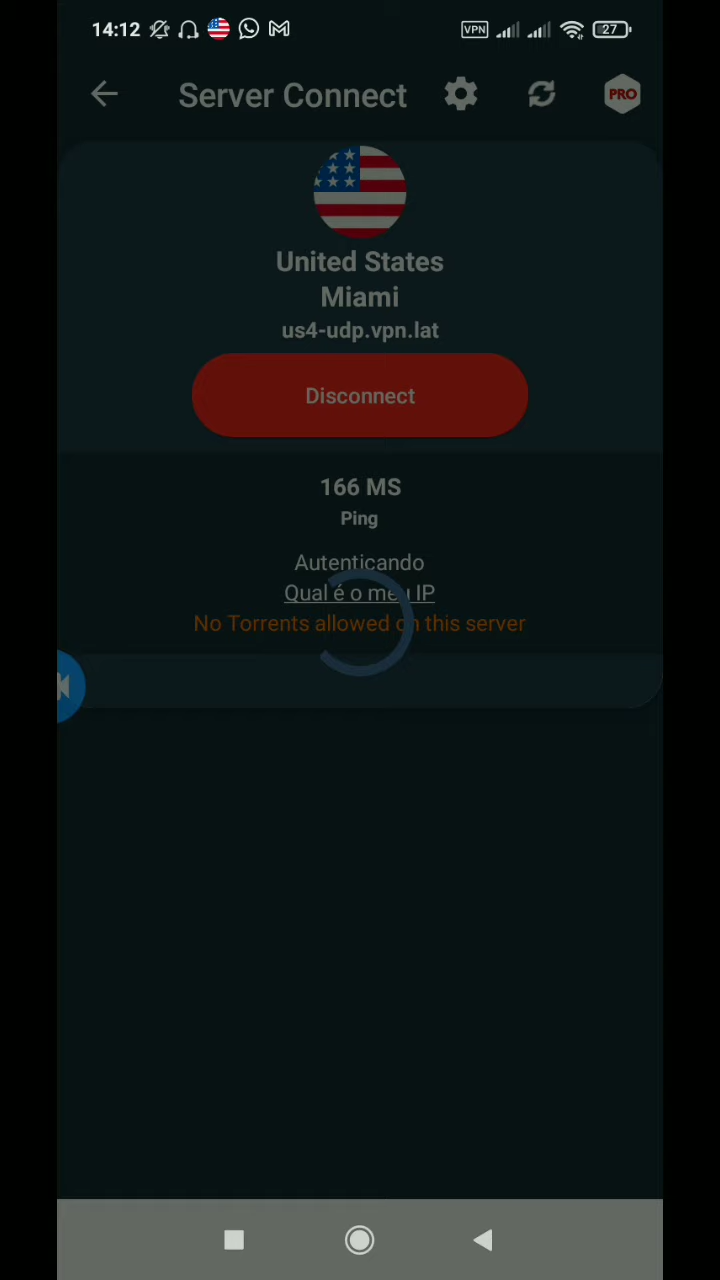 14:12 VPN 27
Server Connect PRO
United States
Miami
us4-udp.vpn.lat
Disconnect
166 MS
Ping
Autenticando
Qual é o meu IP
No Torrents allowed on this server